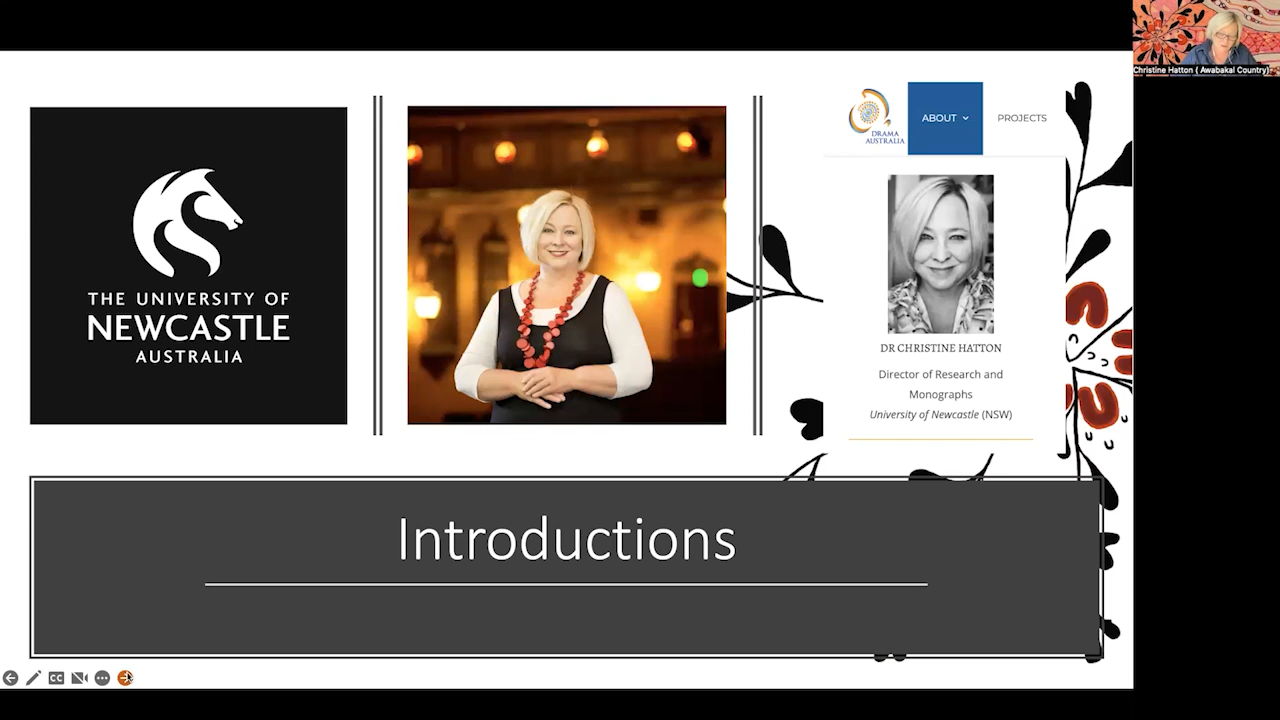 THE UNIVERSITY OF
NEWCASTLE
AUSTRALIA
DRAMA
AUSTRALIA
ABOUT
PROJECTS
DR CHRISTINE HATTON
Director of Research and
Monographs
University of Newcastle (NSW)
Christine Hatton ( Awabakal Country)
Introductions
CC